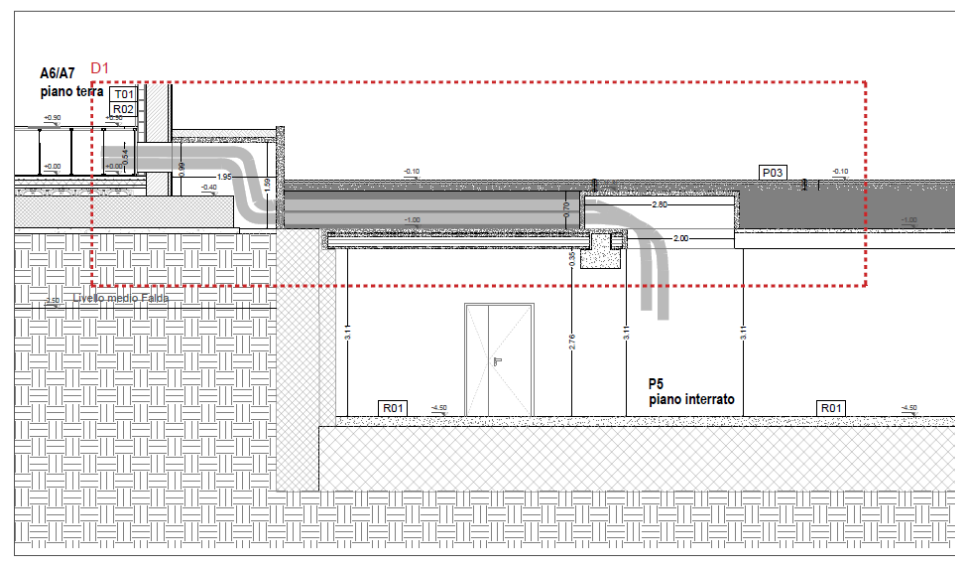 A6/A7
D1
piano terra
T01
R02
+0.90
+0.90
0.54
0.99
+0.00
+0.00
1.95
1.59
-0.40
-0.10
P03
-0.10
0.70
2.80
-1.00
-1.00
2.00
0.35
Livello medio Falda
3.11
2.76
3.11
3.11
P5
piano interrato
R01
-4.50
R01
-4.50